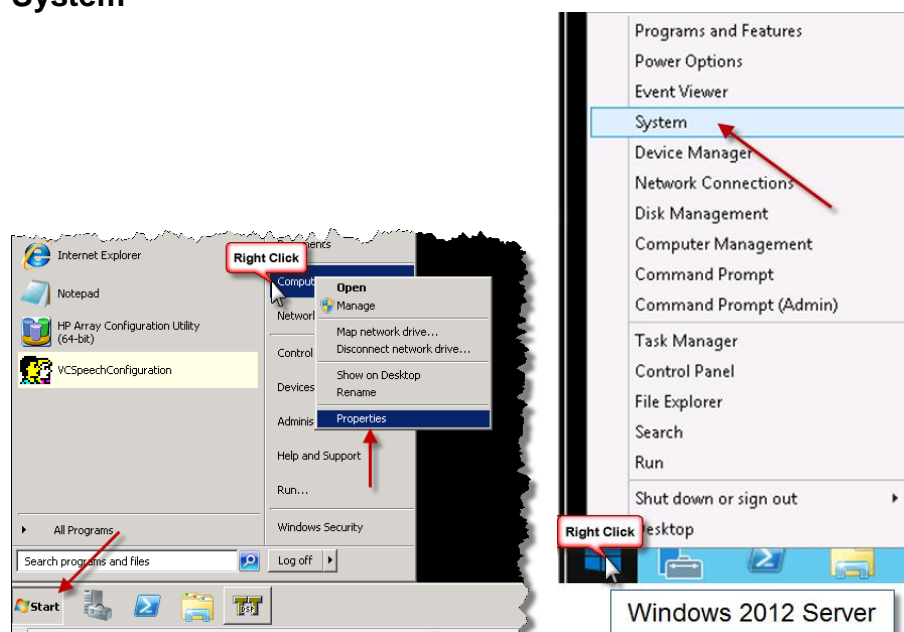 System
Internet Explorer
Notepad
HP Array Configuration Utility
(64-bit)
VCSpeechConfiguration
All Programs
Search programs and files
Start
Right Click
Open
Manage
Map network drive...
Disconnect network drive...
Show on Desktop
Rename
Properties
Control
Devices
Adminis
Help and Support
Run...
Windows Security
Log off
Programs and Features
Power Options
Event Viewer
System
Device Manager
Network Connections
Disk Management
Computer Management
Command Prompt
Command Prompt (Admin)
Task Manager
Control Panel
File Explorer
Search
Run
Shut down or sign out
Desktop
Right Click
Windows 2012 Server